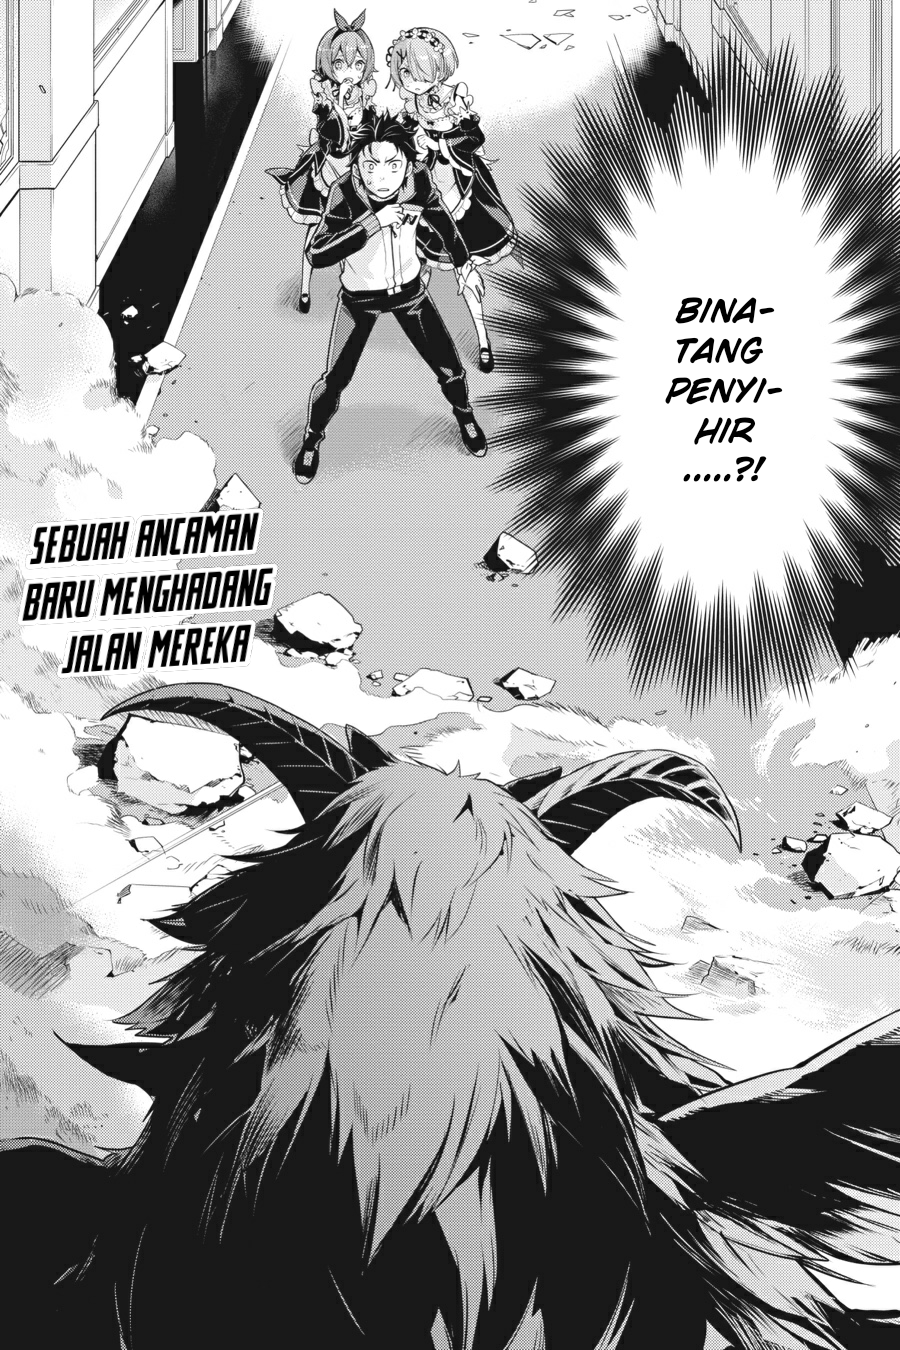 BINA-
TANG
PENYI-
HIR
.....?!
SEBUAH ANCAMAN
BARU MENGHADANG
JALAN MEREKA